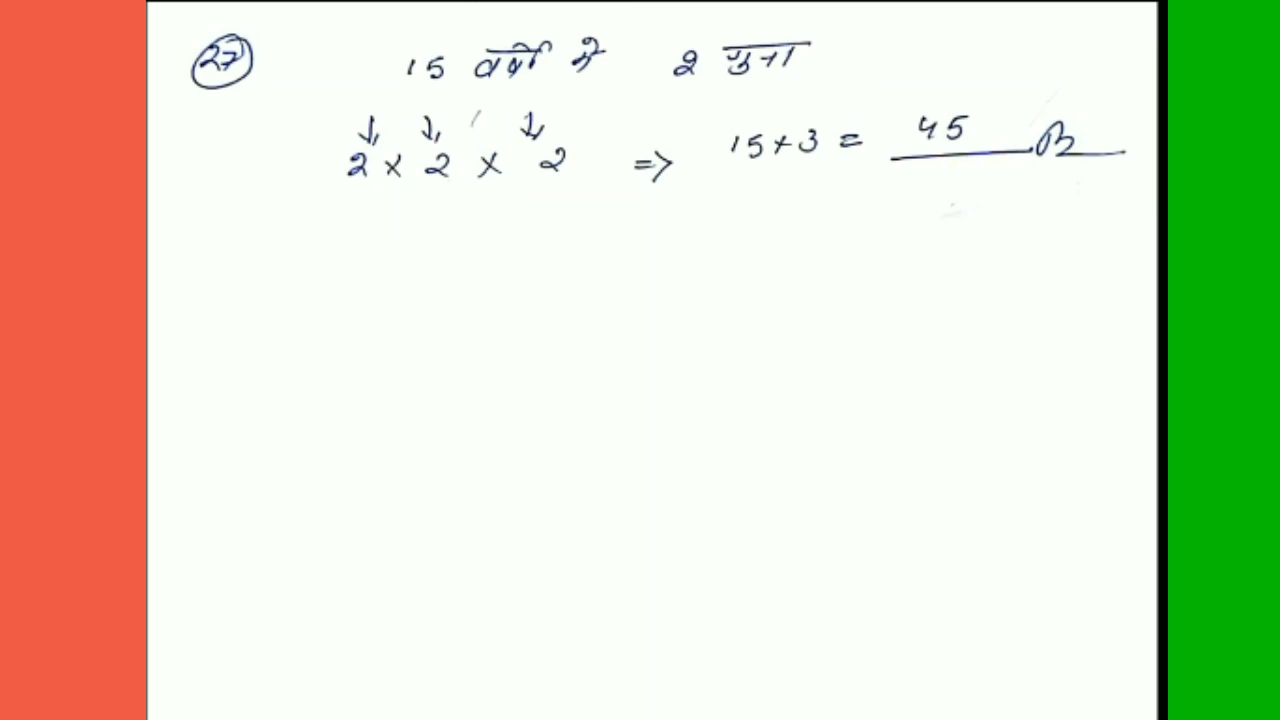 27 15 वर्षो मे 2 गुना
2 x 2 x 2 => 15 x 3 = 45